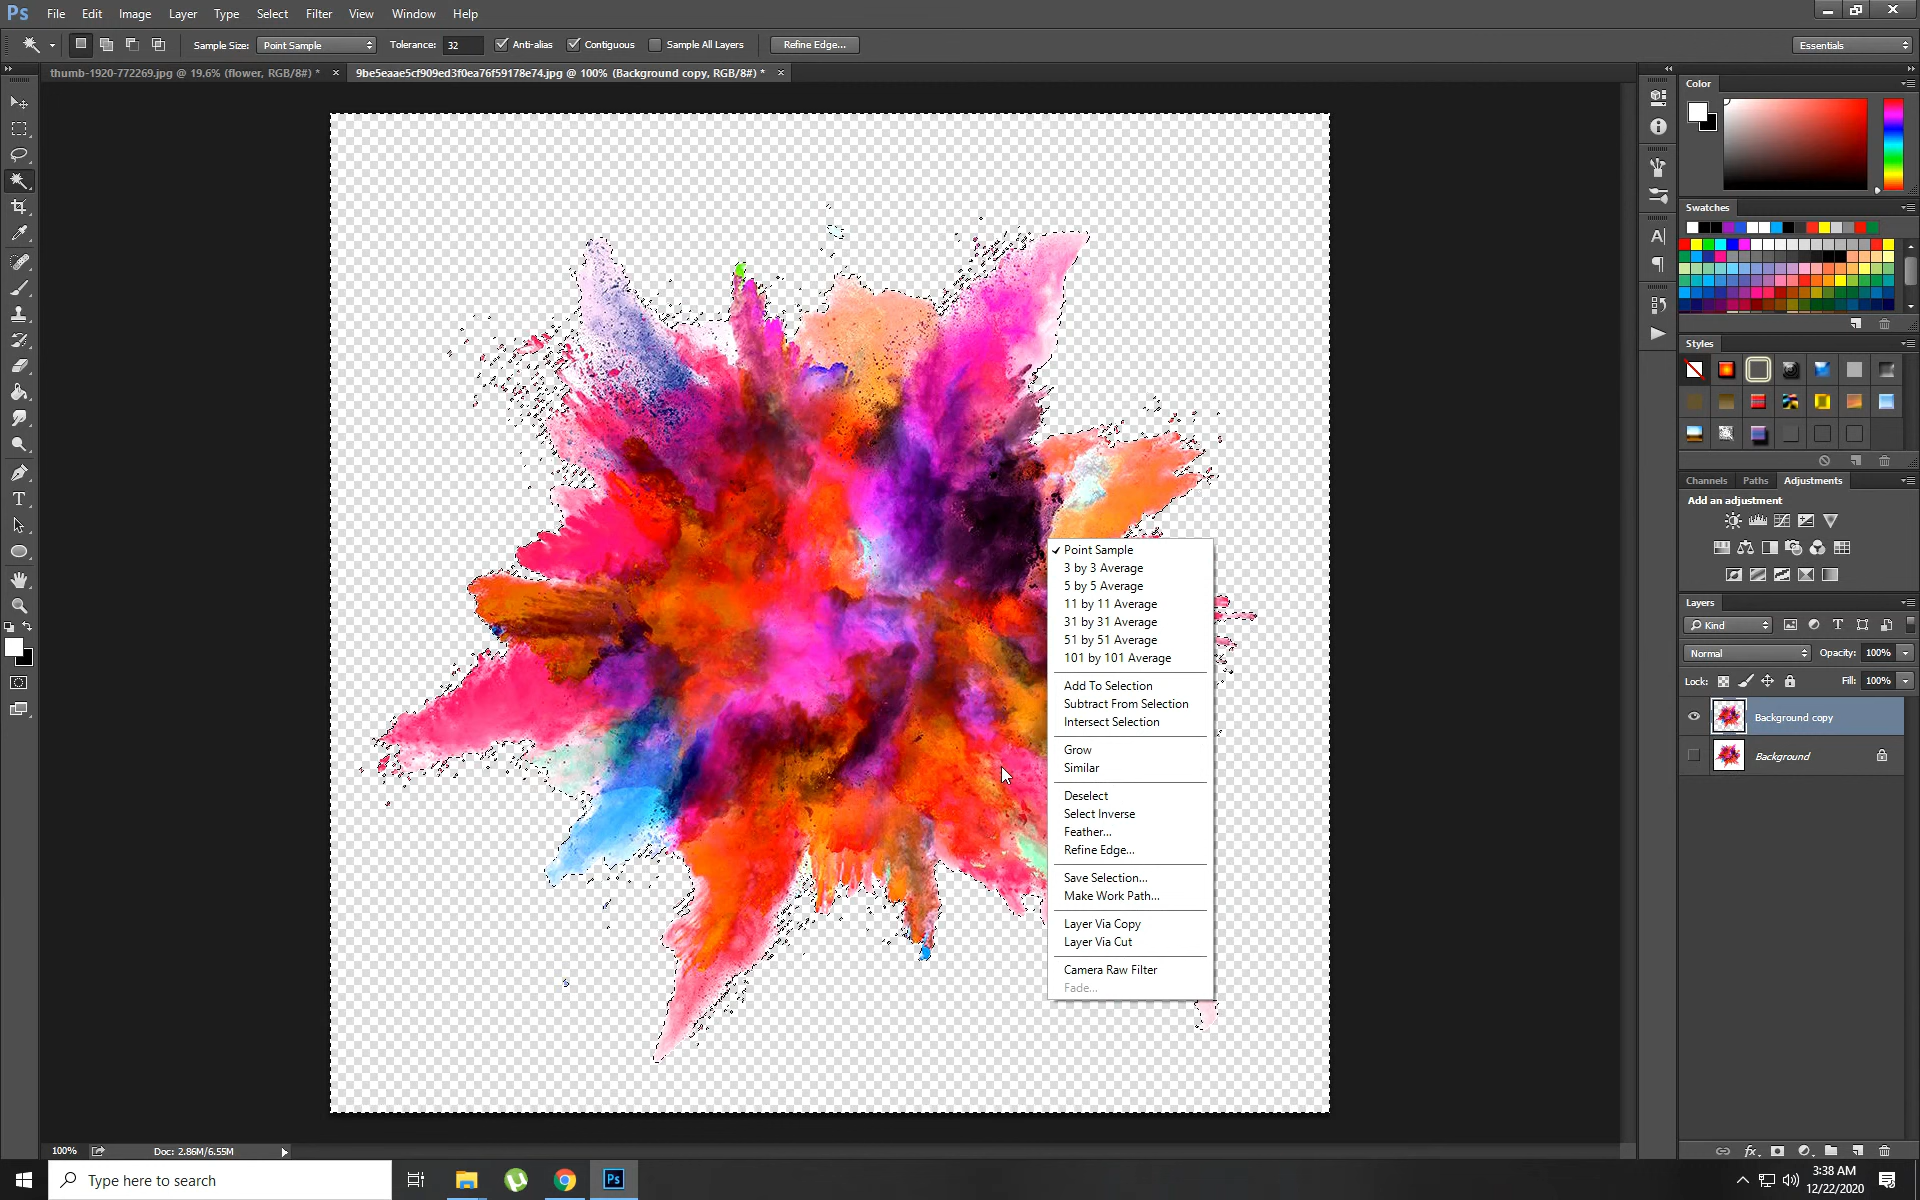 Ps File Edit Image Layer Type Select Filter View Window Help
Sample Size: Point Sample Tolerance: 32 Anti-alias Contiguous Sample All Layers Refine Edge... Essentials
thumb-1920-772269.jpg @ 19.6% (flower, RGB/8#) * × 9be5eaae5cf909ed3f0ea76f59178e74.jpg @ 100% (Background copy, RGB/8#) * ×
Color
Swatches
Styles
Channels Paths Adjustments
Add an adjustment
Layers
Kind
Normal Opacity: 100%
Lock: Fill: 100%
Background copy
Background
Point Sample
3 by 3 Average
5 by 5 Average
11 by 11 Average
31 by 31 Average
51 by 51 Average
101 by 101 Average
Add To Selection
Subtract From Selection
Intersect Selection
Grow
Similar
Deselect
Select Inverse
Feather...
Refine Edge...
Save Selection...
Make Work Path...
Layer Via Copy
Layer Via Cut
Camera Raw Filter
Fade...
100% Doc: 2.86M/6.55M
Type here to search
Ps
3:38 AM
12/22/2020